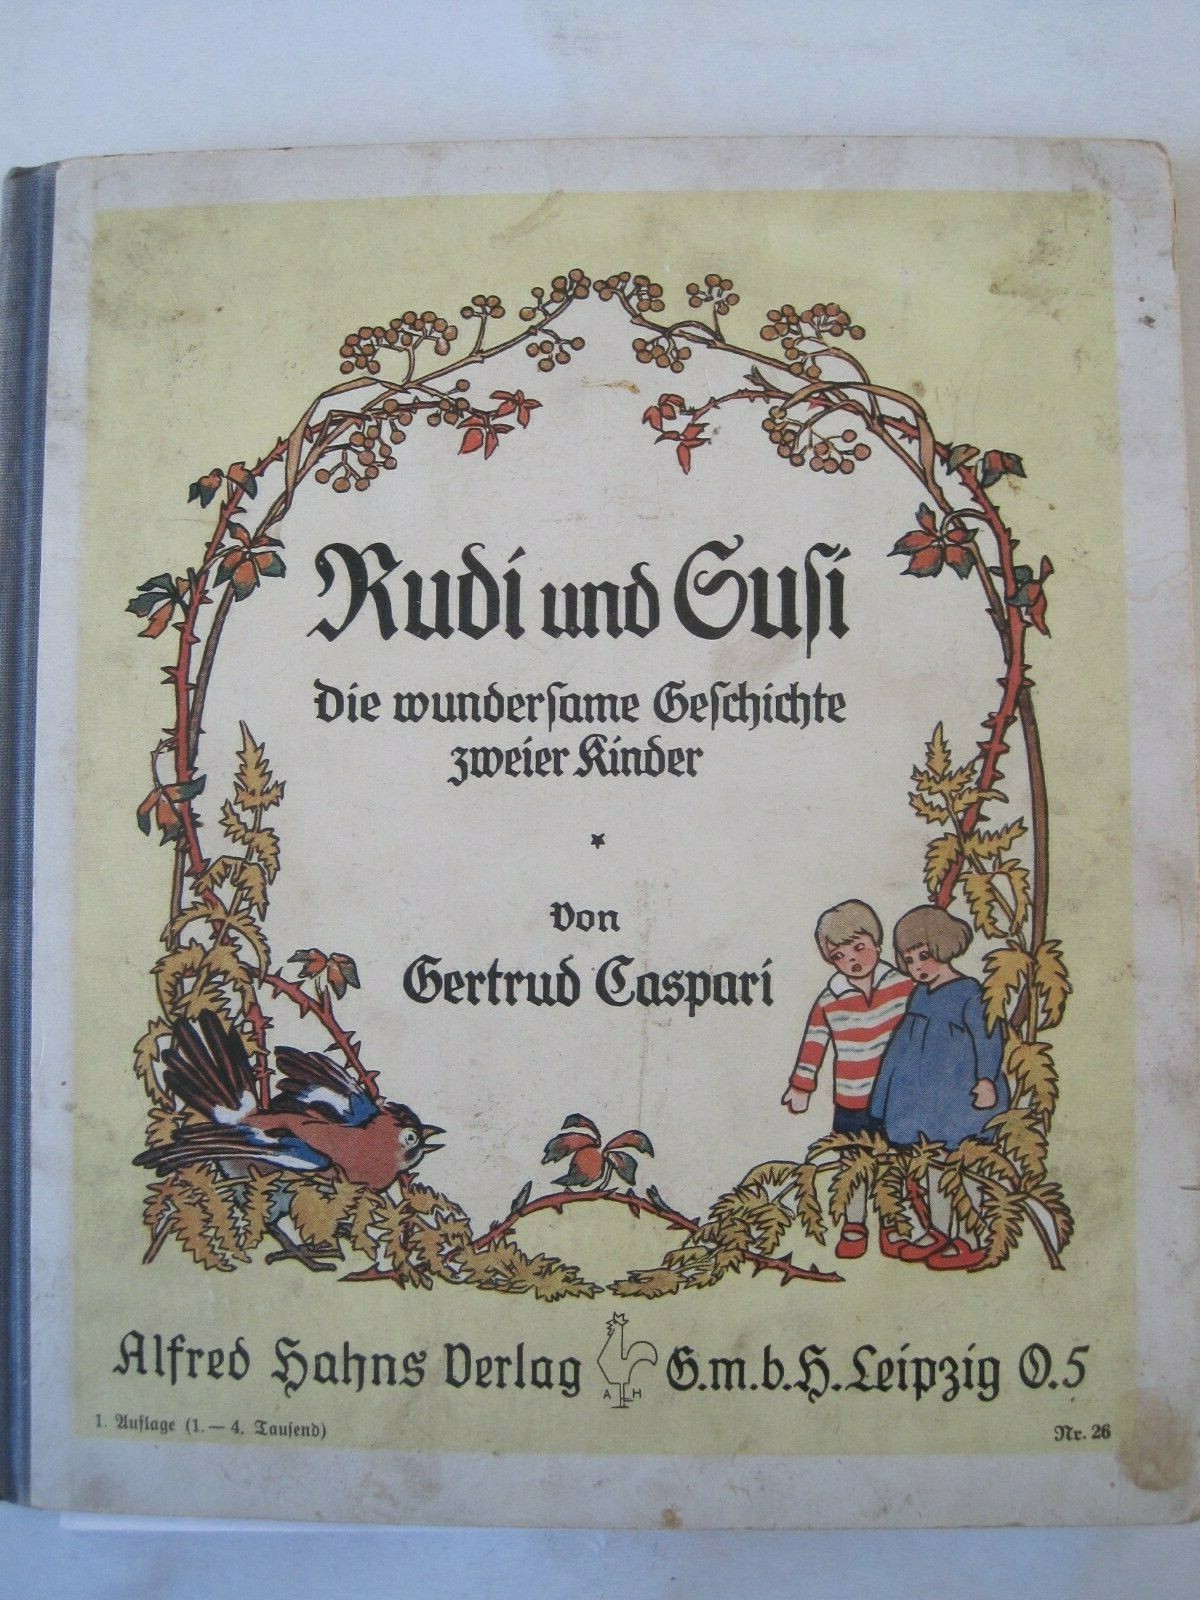 Rudi und Susi
Die wundersame Geschichte
zweier Kinder
*
von
Gertrud Caspari
Alfred Hahns Verlag G.m.b.H. Leipzig O.5
A H
1. Auflage (1. — 4. Tausend)
Nr. 26